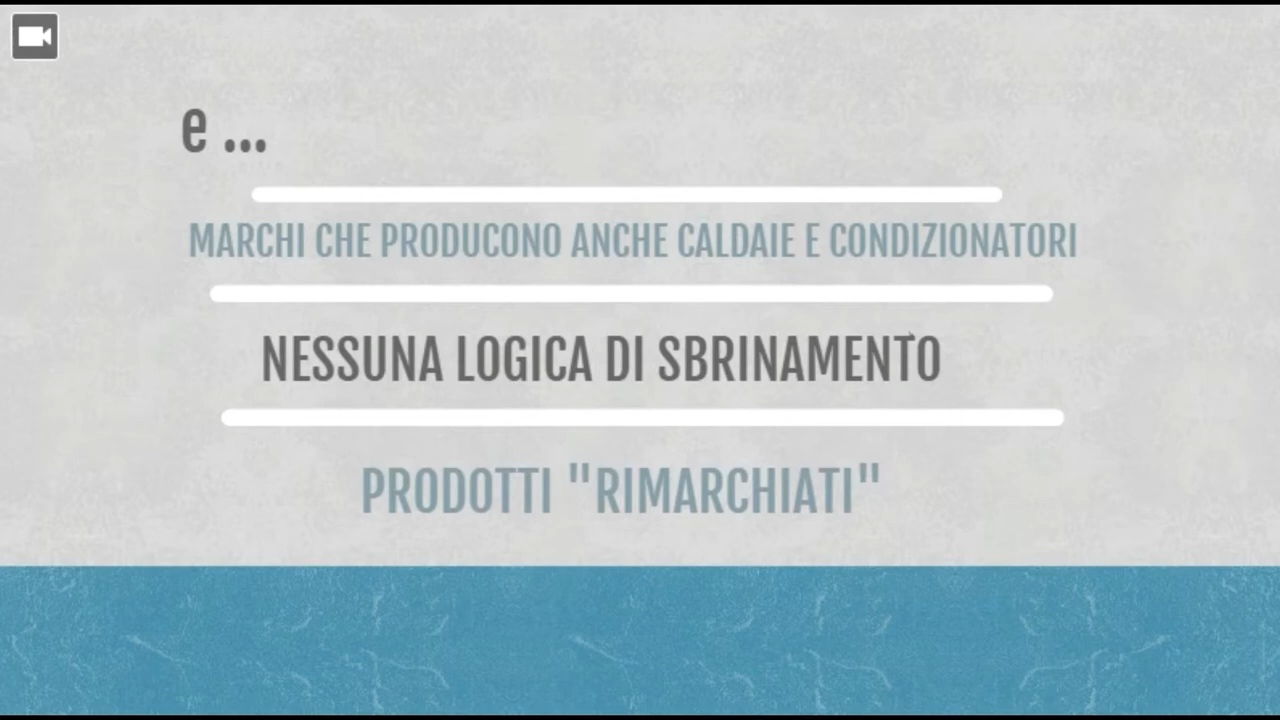 e ...
MARCHI CHE PRODUCONO ANCHE CALDAIE E CONDIZIONATORI
NESSUNA LOGICA DI SBRINAMENTO
PRODOTTI "RIMARCHIATI"